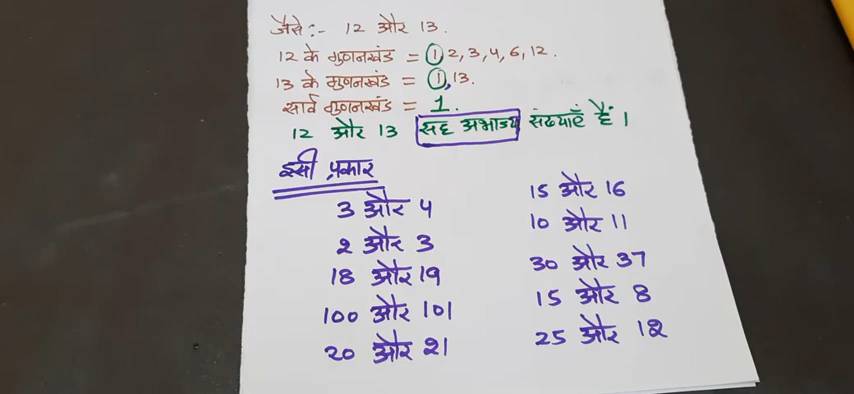 जैसे:- 12 और 13.
12 के गुणनखंड = 1 2, 3, 4, 6, 12.
13 के गुणनखंड = 1, 13.
सार्व गुणनखंड = 1.
12 और 13 सह अभाज्य संख्याएँ हैं।
इसी प्रकार
3 और 4
2 और 3
18 और 19
100 और 101
20 और 21
15 और 16
10 और 11
30 और 37
15 और 8
25 और 12